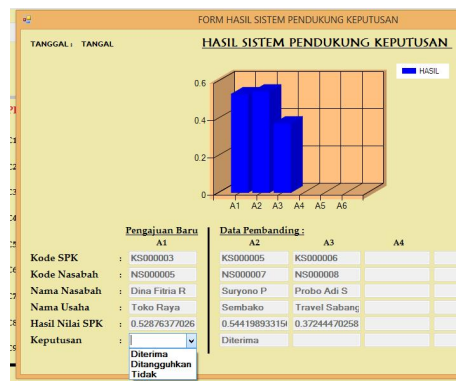 FORM HASIL SISTEM PENDUKUNG KEPUTUSAN
TANGGAL : TANGAL
HASIL SISTEM PENDUKUNG KEPUTUSAN
HASIL
0.6
0.4
0.2
0
A1 A2 A3 A4 A5 A6
Pengajuan Baru Data Pembanding :
A1 A2 A3 A4
Kode SPK : KS000003 KS000005 KS000006
Kode Nasabah : NS000005 NS000007 NS000008
Nama Nasabah : Dina Fitria R Suryono P Probo Adi S
Nama Usaha : Toko Raya Sembako Travel Sabang
Hasil Nilai SPK : 0.52876377026 0.544198933150 0.37244470258
Keputusan : Diterima
Diterima
Ditangguhkan
Tidak